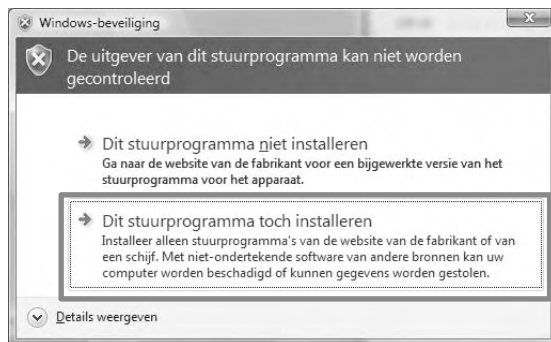 Windows-beveiliging
De uitgever van dit stuurprogramma kan niet worden
gecontroleerd
Dit stuurprogramma niet installeren
Ga naar de website van de fabrikant voor een bijgewerkte versie van het
stuurprogramma voor het apparaat.
Dit stuurprogramma toch installeren
Installeer alleen stuurprogramma's van de website van de fabrikant of van
een schijf. Met niet-ondertekende software van andere bronnen kan uw
computer worden beschadigd of kunnen gegevens worden gestolen.
Details weergeven